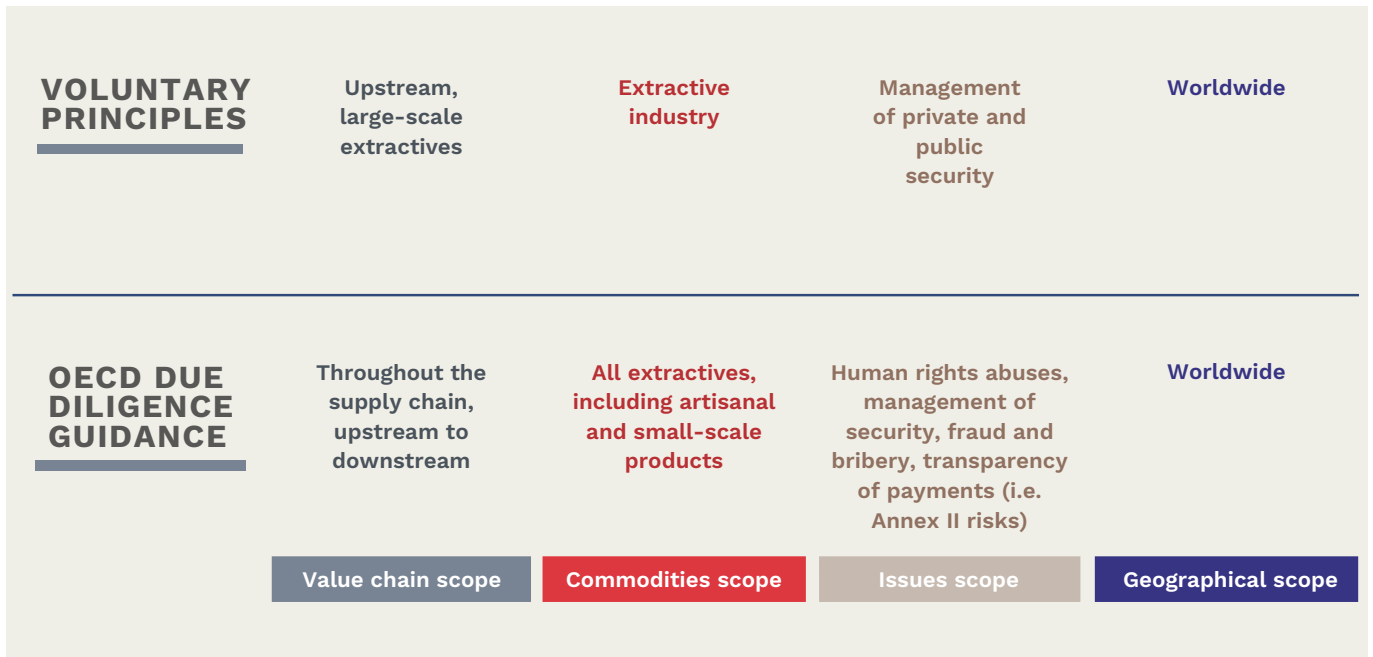 VOLUNTARY
PRINCIPLES
Upstream,
large-scale
extractives
Extractive
industry
Management
of private and
public
security
Worldwide
OECD DUE
DILIGENCE
GUIDANCE
Throughout the
supply chain,
upstream to
downstream
All extractives,
including artisanal
and small-scale
products
Human rights abuses,
management of
security, fraud and
bribery, transparency
of payments (i.e.
Annex II risks)
Worldwide
Value chain scope
Commodities scope
Issues scope
Geographical scope